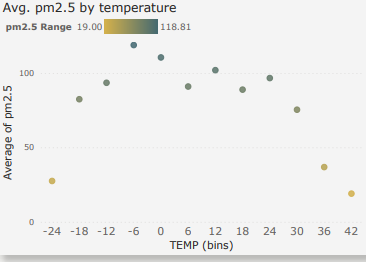 Avg. pm2.5 by temperature
pm2.5 Range 19.00 118.81
100
50
0
Average of pm2.5
-24 -18 -12 -6 0 6 12 18 24 30 36 42
TEMP (bins)